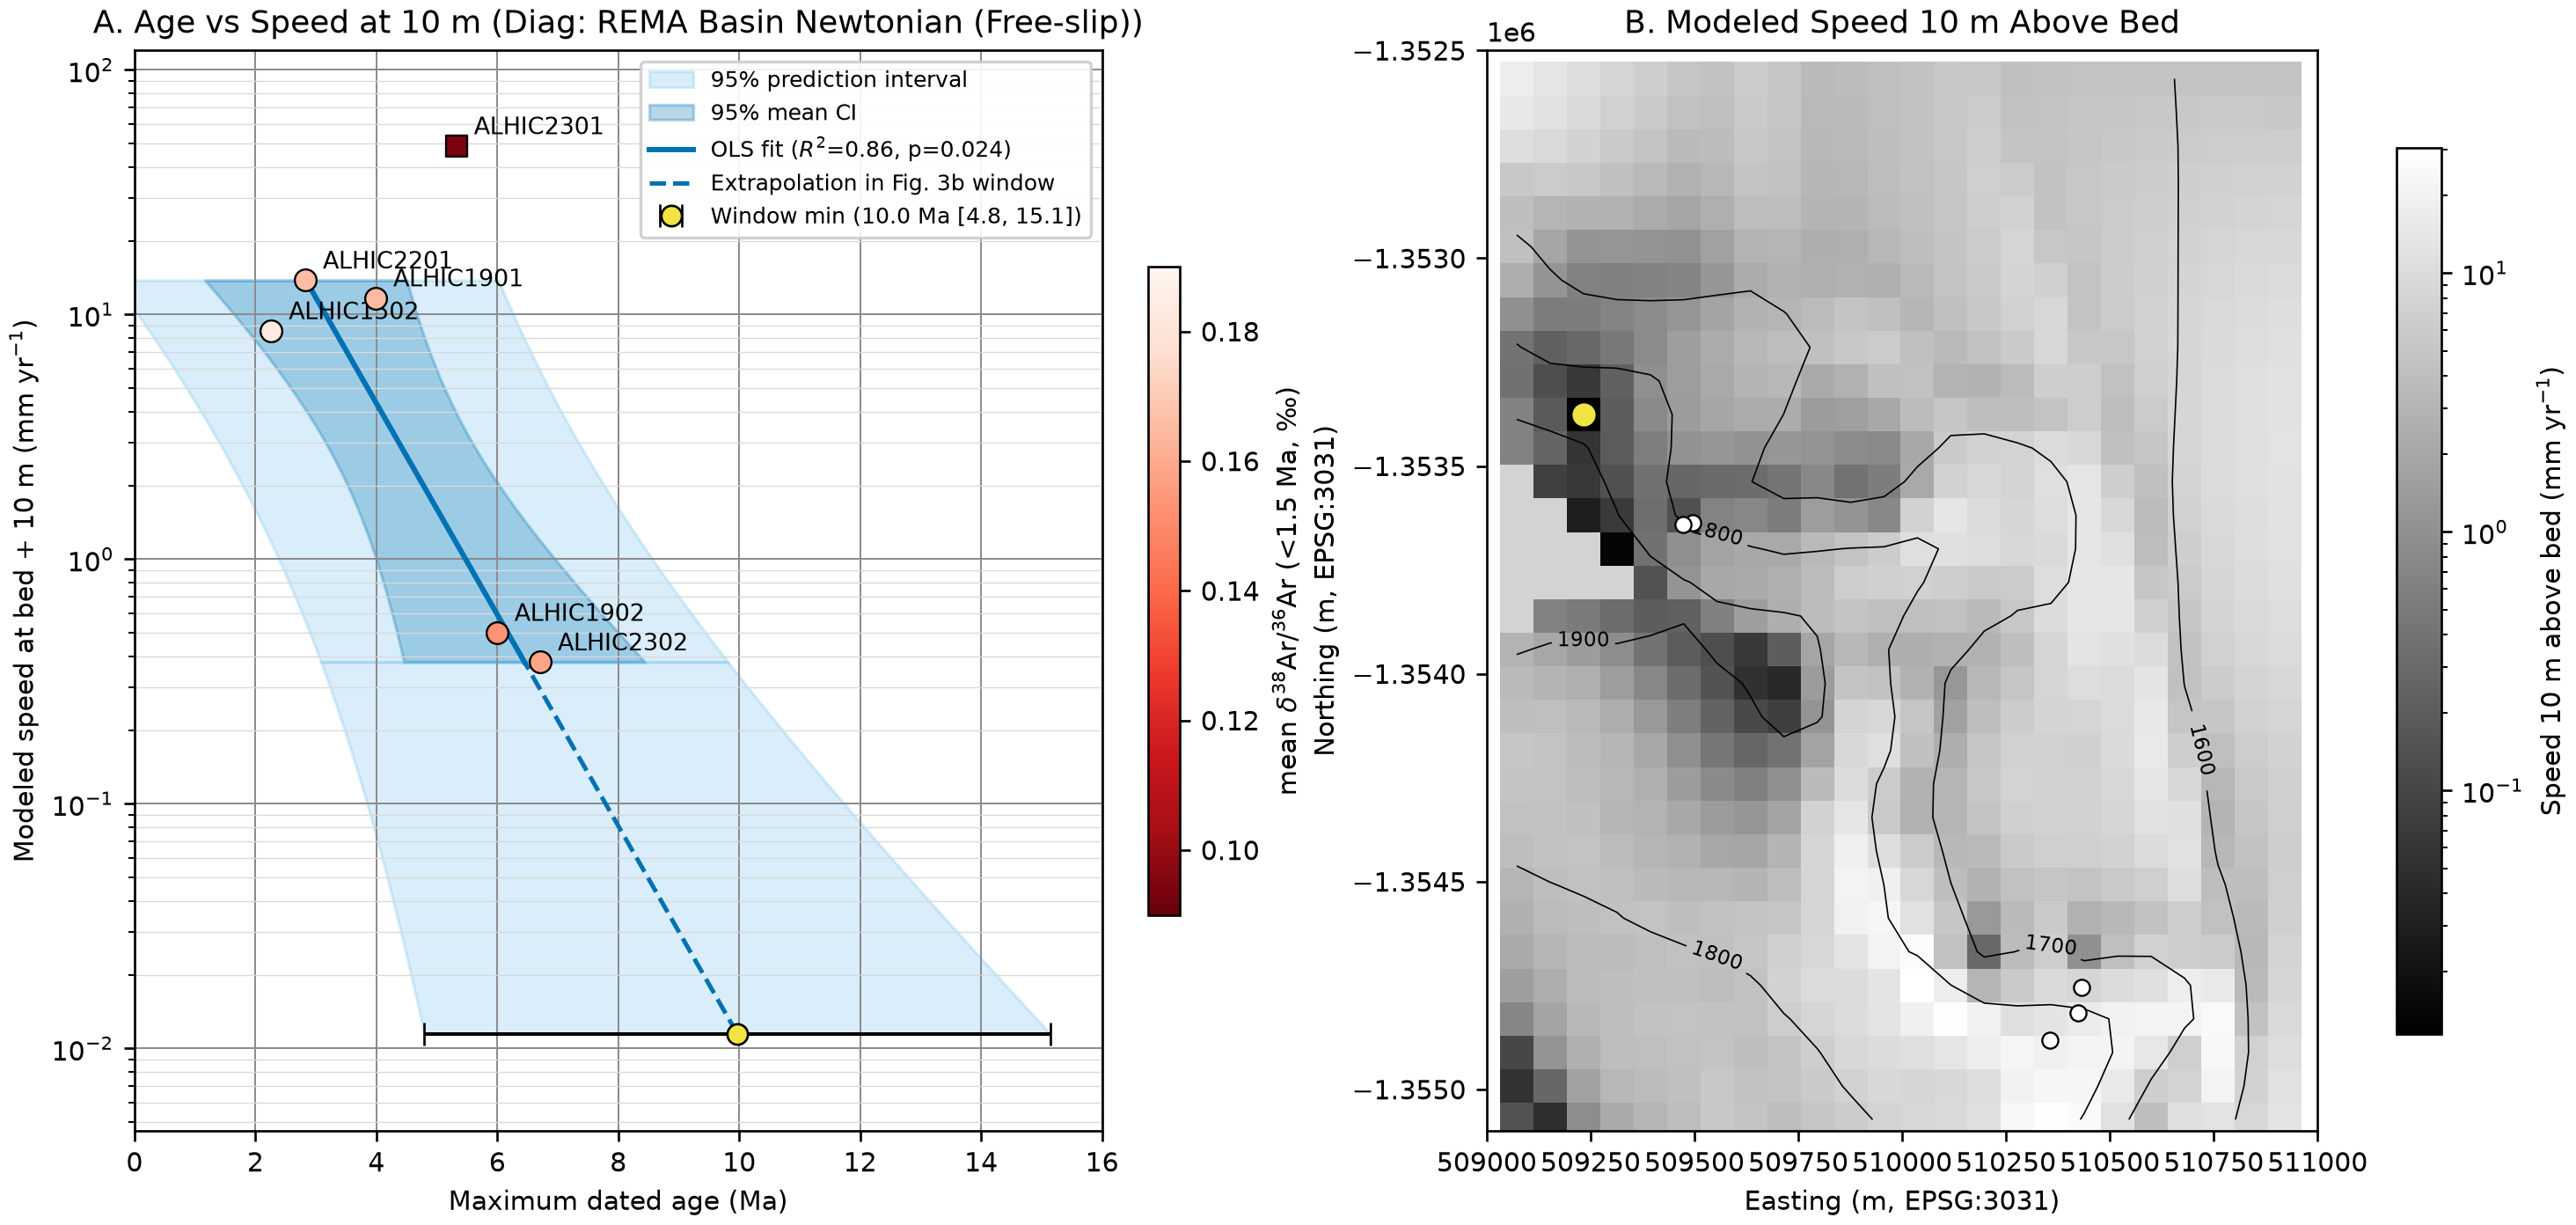 A. Age vs Speed at 10 m (Diag: REMA Basin Newtonian (Free-slip))
10²
10¹
10⁰
10⁻¹
10⁻²
Modeled speed at bed + 10 m (mm yr⁻¹)
95% prediction interval
95% mean CI
OLS fit (R²=0.86, p=0.024)
Extrapolation in Fig. 3b window
Window min (10.0 Ma [4.8, 15.1])
ALHIC2301
ALHIC2201
ALHIC1901
ALHIC1502
ALHIC1902
ALHIC2302
0 2 4 6 8 10 12 14 16
Maximum dated age (Ma)
0.18
0.16
0.14
0.12
0.10
mean δ³⁸Ar/³⁶Ar (<1.5 Ma, ‰)
B. Modeled Speed 10 m Above Bed
1e6
−1.3525
−1.3530
−1.3535
−1.3540
−1.3545
−1.3550
Northing (m, EPSG:3031)
1800
1900
1600
1700
1800
509000 509250 509500 509750 510000 510250 510500 510750 511000
Easting (m, EPSG:3031)
10¹
10⁰
10⁻¹
Speed 10 m above bed (mm yr⁻¹)